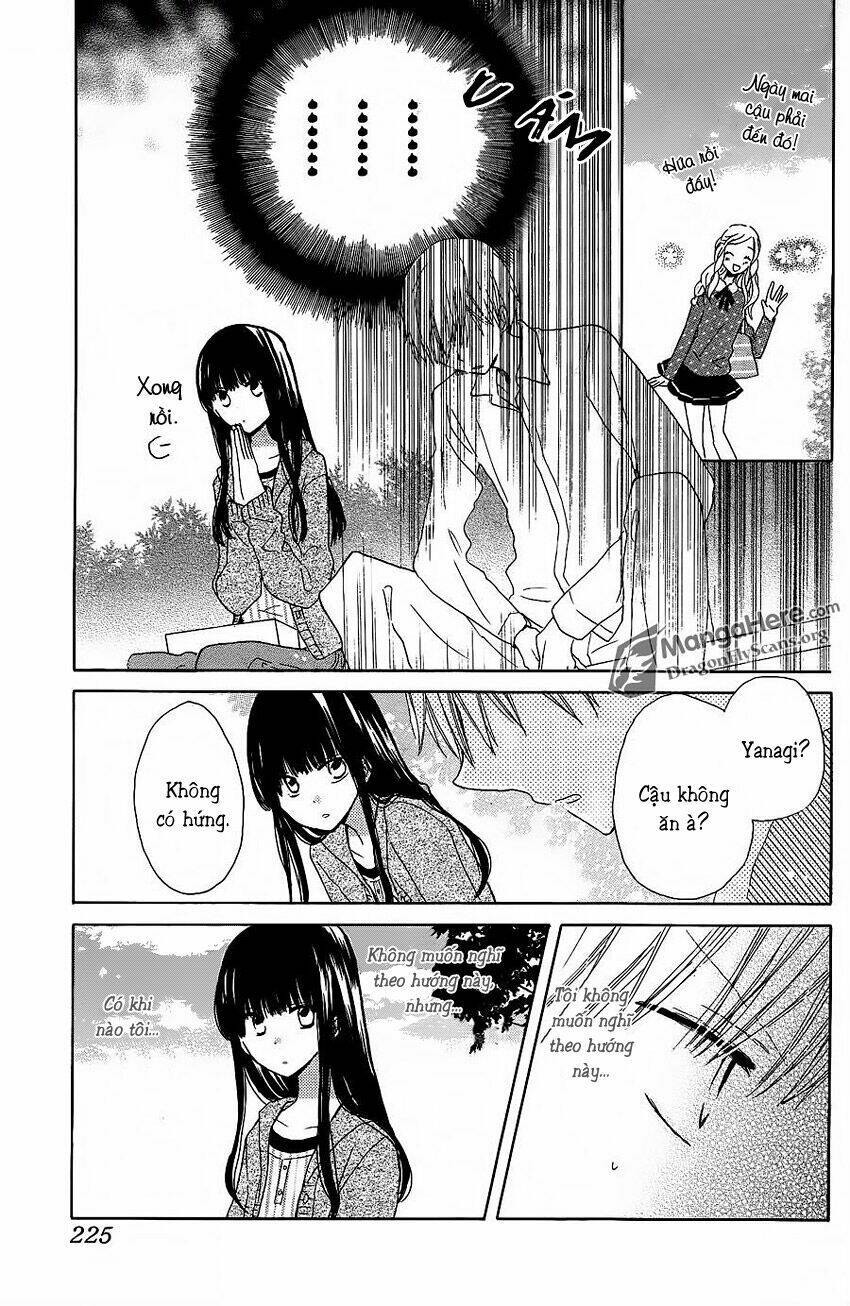 Ngày mai
cậu phải
đến đó!
Hứa rồi
đấy!
U ÁM
Xong
rồi.
MangaHere.com
DragonFlyScans.org
Yanagi?
Cậu không
ăn à?
Không
có hứng.
Tôi không
muốn nghĩ
theo hướng
này...
Không muốn nghĩ
theo hướng này,
nhưng...
Có khi
nào tôi...
225